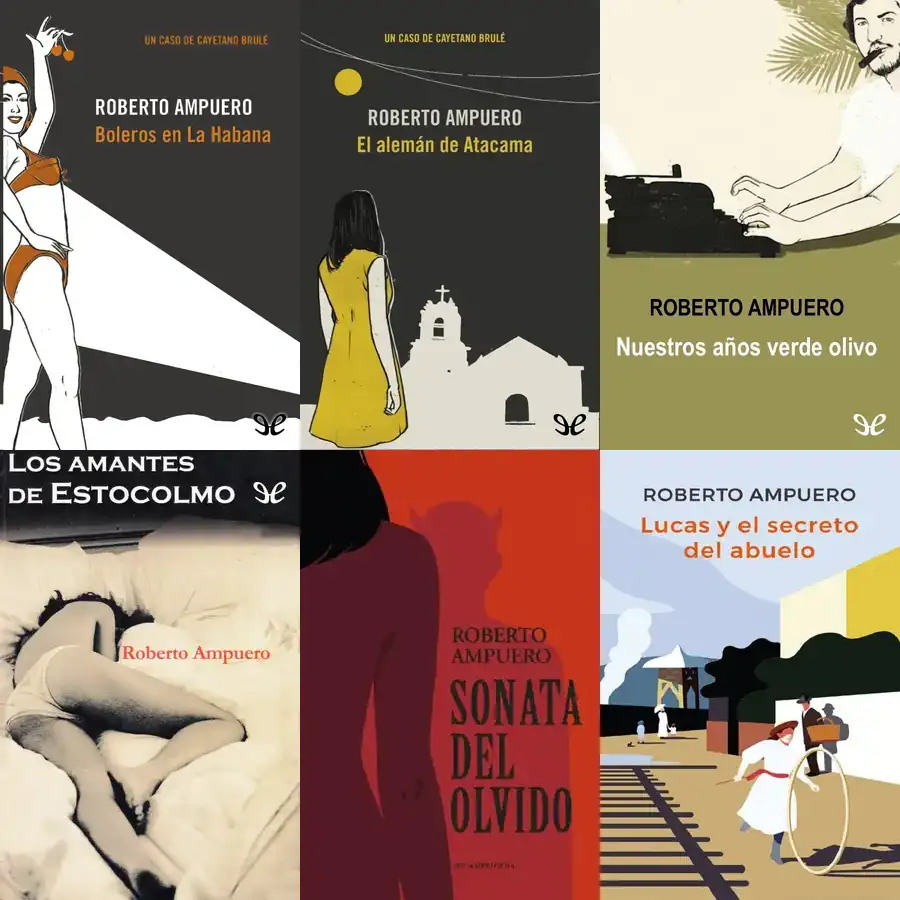 UN CASO DE CAYETANO BRULÉ
ROBERTO AMPUERO
Boleros en La Habana
UN CASO DE CAYETANO BRULÉ
ROBERTO AMPUERO
El alemán de Atacama
ROBERTO AMPUERO
Nuestros años verde olivo
LOS AMANTES
DE ESTOCOLMO
Roberto Ampuero
ROBERTO
AMPUERO
SONATA
DEL
OLVIDO
ROBERTO AMPUERO
Lucas y el secreto
del abuelo